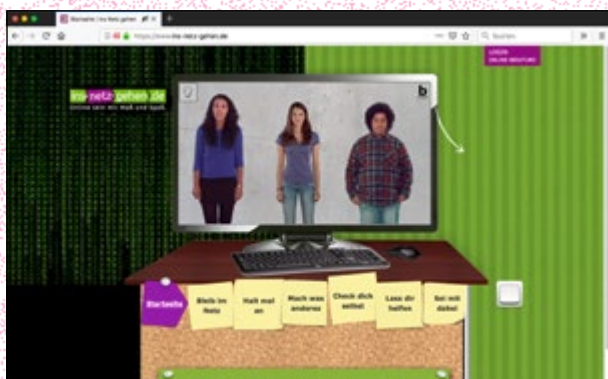 Startseite | Ins Netz gehen
https://www.ins-netz-gehen.de
Suchen
LOGIN
ONLINE-BERATUNG
ins-netz-gehen.de
Online sein mit Maß und Spaß
b
Startseite
Bleib im
Netz
Halt mal
an
Mach was
anderes
Check dich
selbst
Lass dir
helfen
Sei mit
dabei